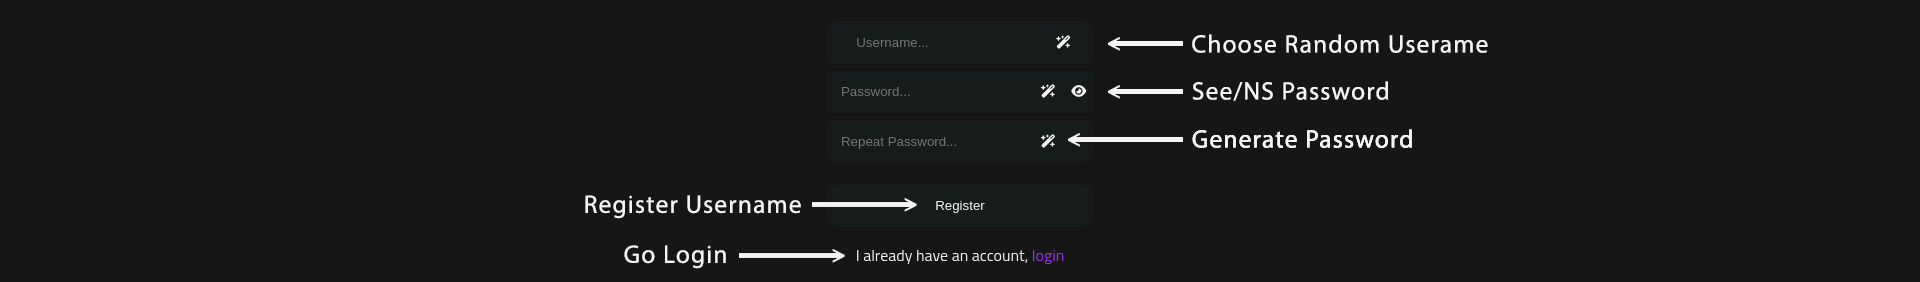 Username... Choose Random Userame
Password... See/NS Password
Repeat Password... Generate Password
Register Username Register
Go Login I already have an account, login